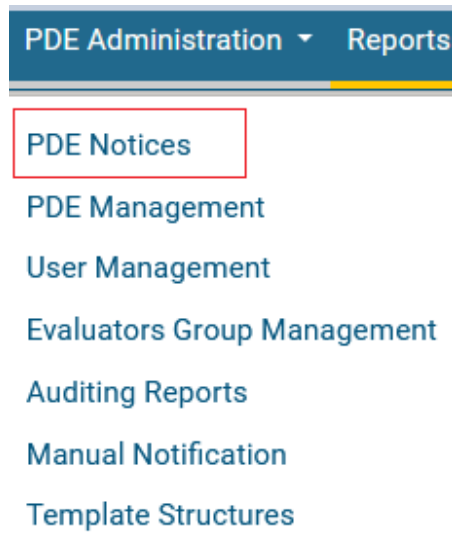 PDE Administration Reports
PDE Notices
PDE Management
User Management
Evaluators Group Management
Auditing Reports
Manual Notification
Template Structures